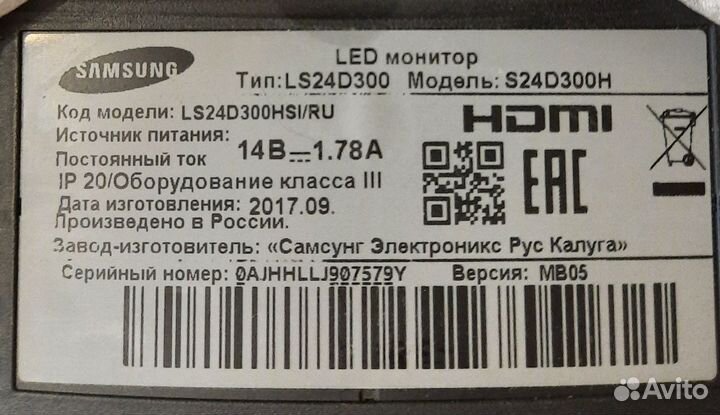 SAMSUNG
LED монитор
Тип:LS24D300 Модель: S24D300H
Код модели: LS24D300HSI/RU
HDMI
Источник питания:
Постоянный ток 14В 1.78А
IP 20/Оборудование класса III
EAC
Дата изготовления: 2017.09.
Произведено в России.
Завод-изготовитель: «Самсунг Электроникс Рус Калуга»
Серийный номер: 0AJHHLLJ907579Y Версия: MB05
Avito